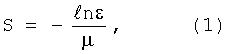 S = - ℓnε/μ , (1)